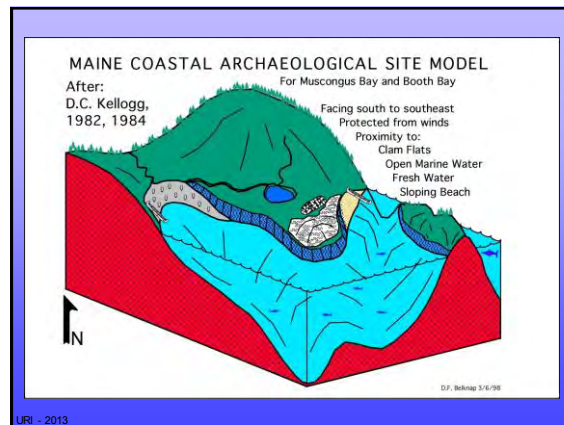 MAINE COASTAL ARCHAEOLOGICAL SITE MODEL
For Muscongus Bay and Booth Bay
After:
D.C. Kellogg,
1982, 1984
Facing south to southeast
Protected from winds
Proximity to:
Clam Flats
Open Marine Water
Fresh Water
Sloping Beach
N
D.F. Belknap 3/6/98
URI - 2013